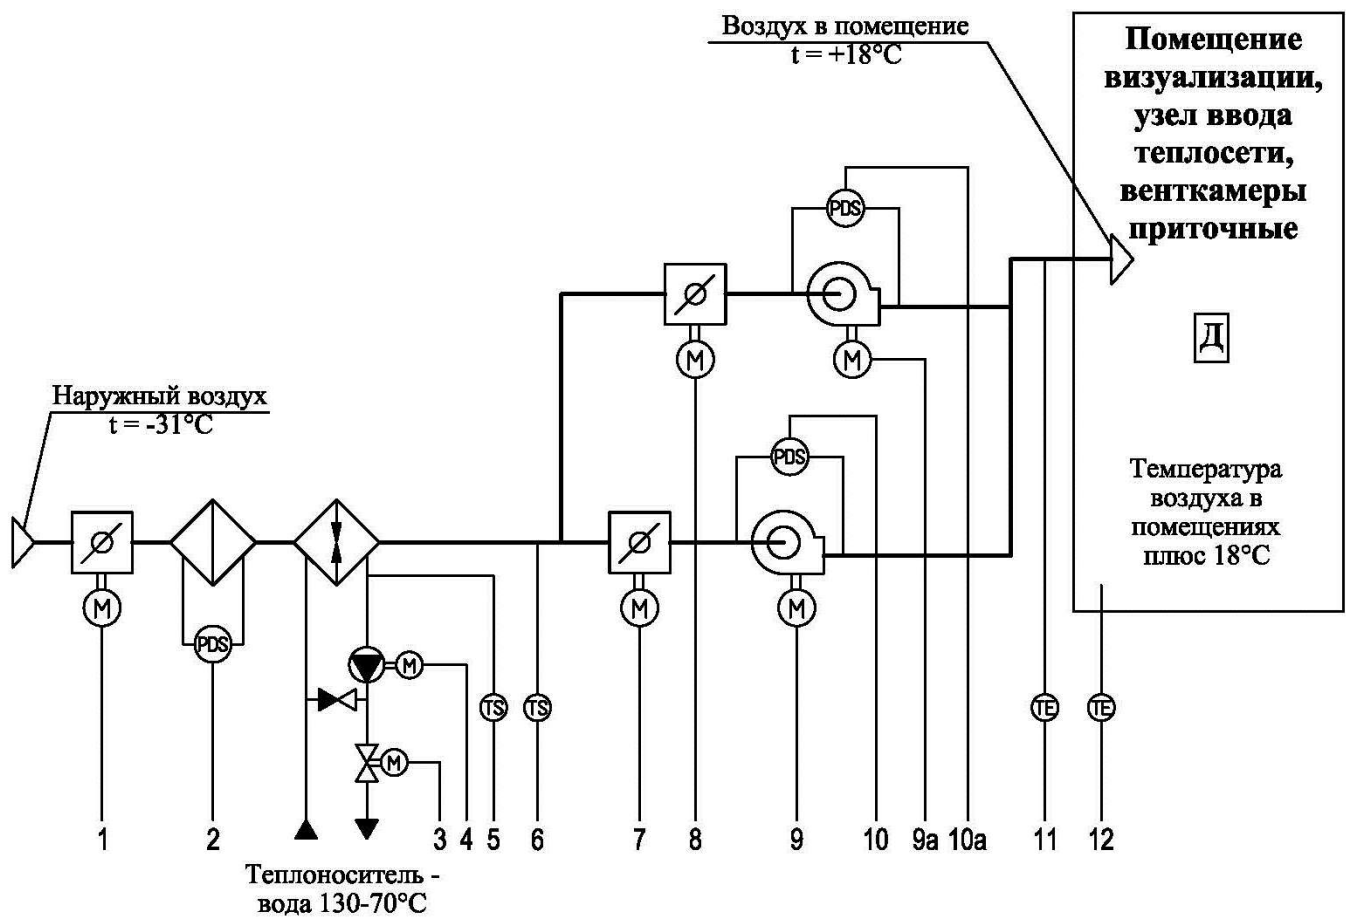 Воздух в помещение
t = +18°C
Помещение
визуализации,
узел ввода
теплосети,
венткамеры
приточные
PDS
M
M
Д
Наружный воздух
t = -31°C
PDS
Температура
воздуха в
помещениях
плюс 18°C
M
M
M
PDS
M
TS
TS
TE
TE
M
1
2
3
4
5
6
7
8
9
10
9а
10а
11
12
Теплоноситель -
вода 130-70°C